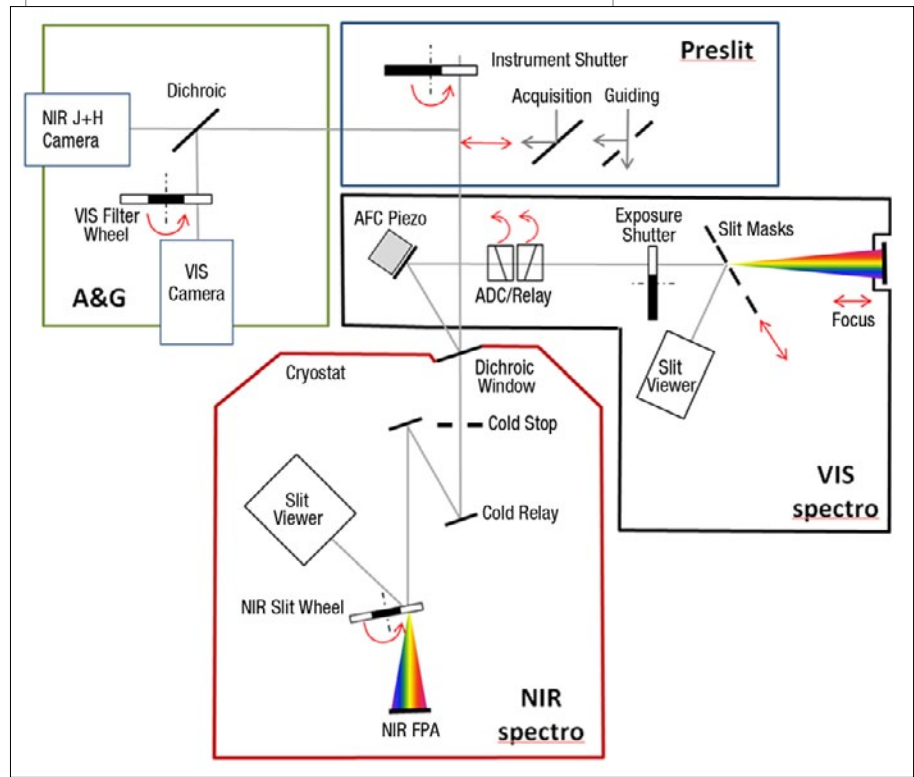 Preslit
Instrument Shutter
Acquisition
Guiding
Dichroic
NIR J+H
Camera
VIS Filter
Wheel
VIS
Camera
A&G
AFC Piezo
ADC/Relay
Exposure
Shutter
Slit Masks
Focus
Slit
Viewer
VIS
spectro
Cryostat
Dichroic
Window
Cold Stop
Cold Relay
Slit
Viewer
NIR Slit Wheel
NIR FPA
NIR
spectro